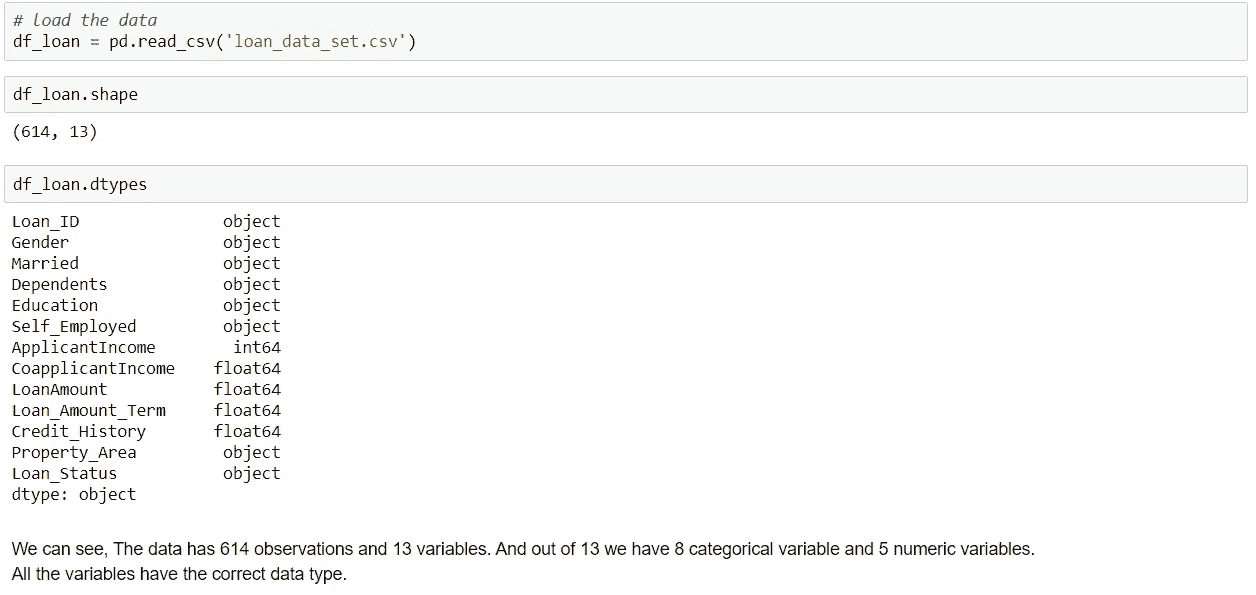 # load the data
df_loan = pd.read_csv('loan_data_set.csv')
df_loan.shape
(614, 13)
df_loan.dtypes
Loan_ID object
Gender object
Married object
Dependents object
Education object
Self_Employed object
ApplicantIncome int64
CoapplicantIncome float64
LoanAmount float64
Loan_Amount_Term float64
Credit_History float64
Property_Area object
Loan_Status object
dtype: object
We can see, The data has 614 observations and 13 variables. And out of 13 we have 8 categorical variable and 5 numeric variables.
All the variables have the correct data type.